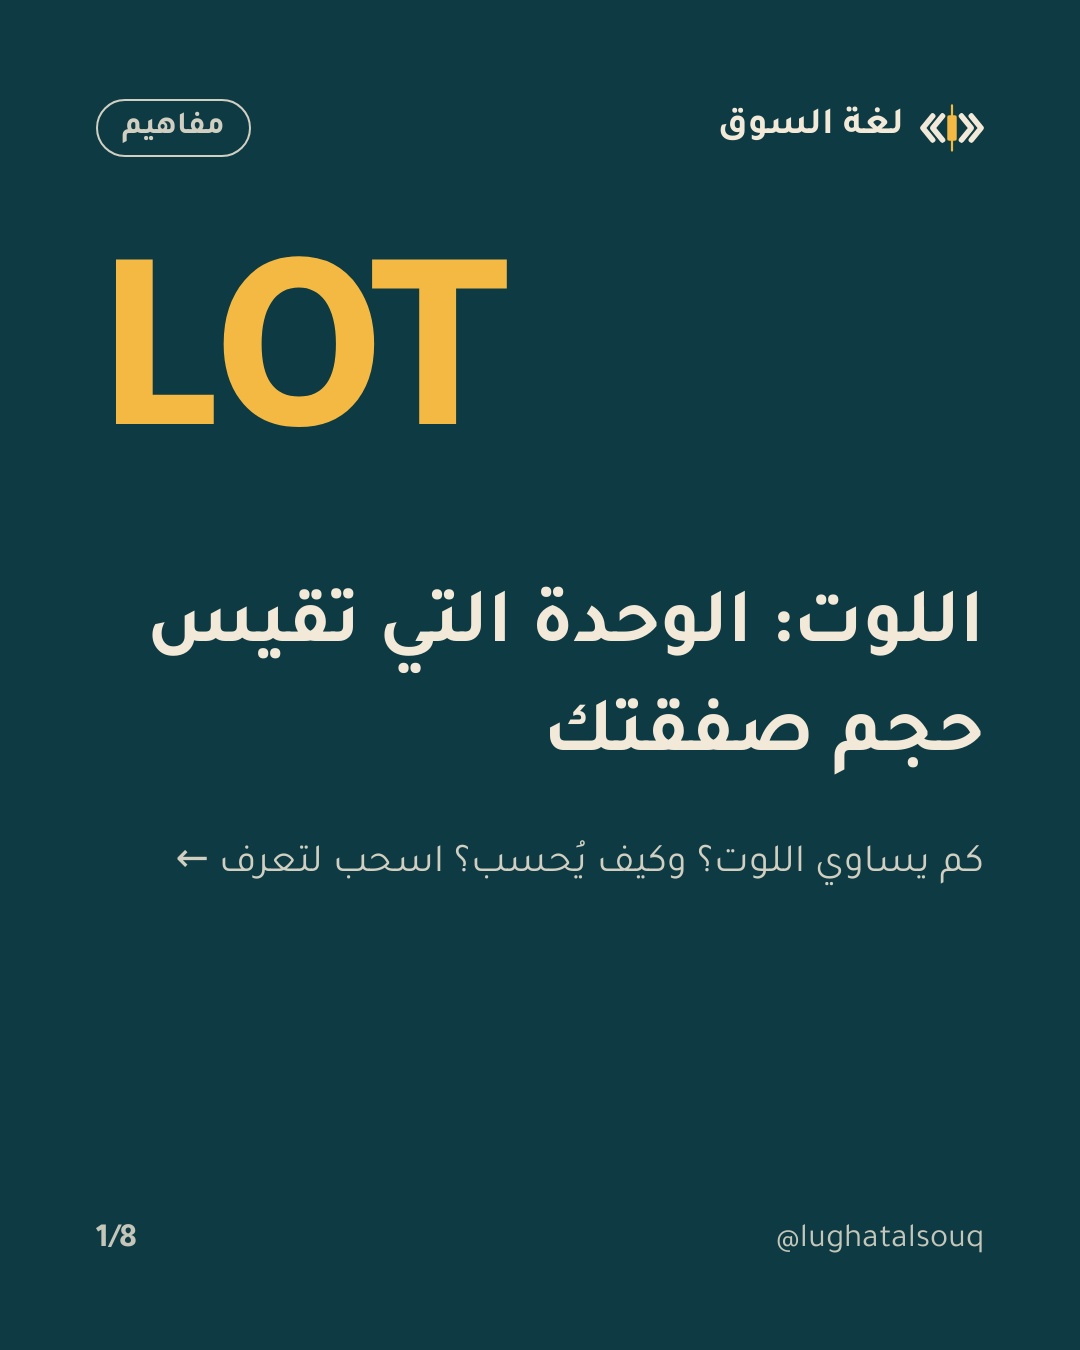 لغة السوق
مفاهيم
LOT
اللوت: الوحدة التي تقيس
حجم صفقتك
كم يساوي اللوت؟ وكيف يُحسب؟ اسحب لتعرف ←
@lughatalsouq
1/8